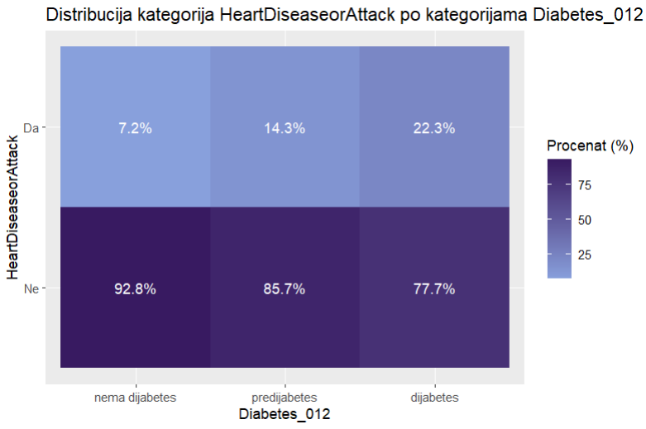 Distribucija kategorija HeartDiseaseorAttack po kategorijama Diabetes_012
HeartDiseaseorAttack
Da
7.2%
14.3%
22.3%
Ne
92.8%
85.7%
77.7%
nema dijabetes
predijabetes
dijabetes
Diabetes_012
Procenat (%)
75
50
25